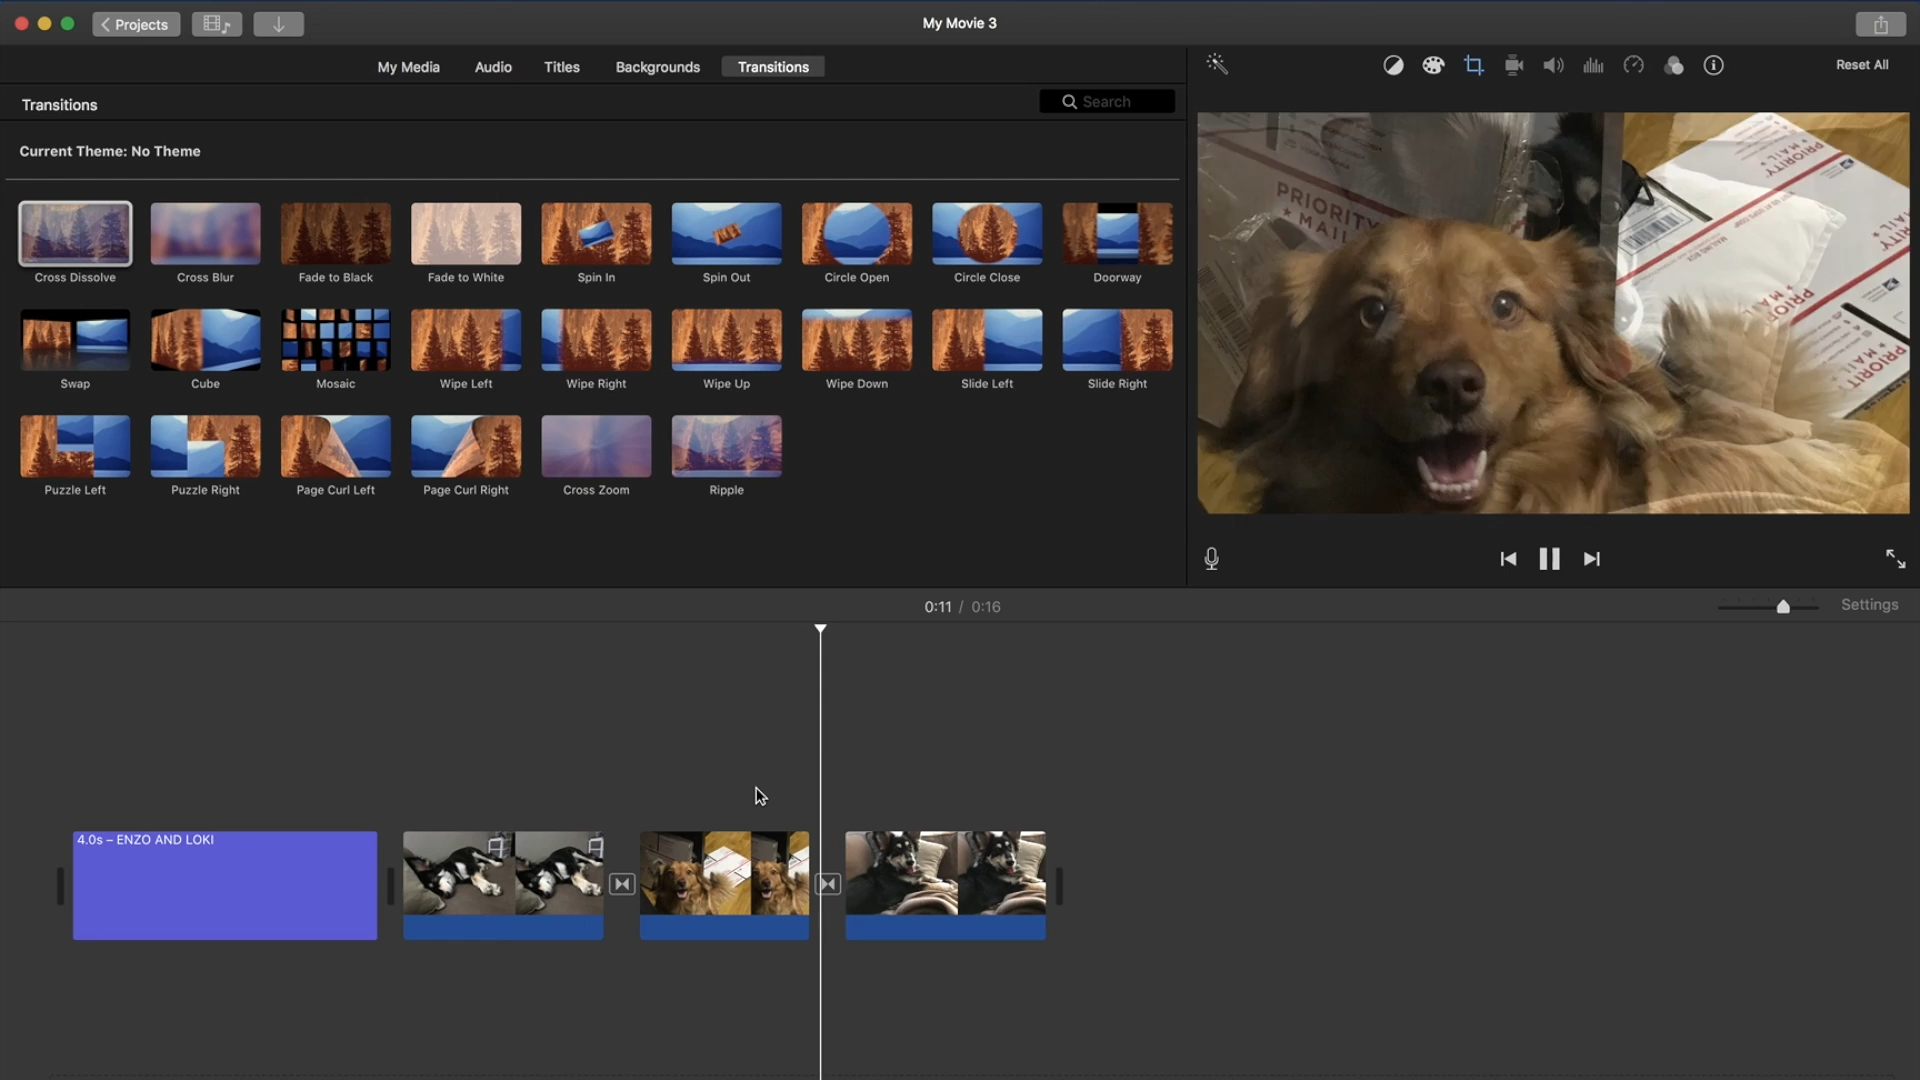 Projects
My Movie 3
My Media
Audio
Titles
Backgrounds
Transitions
Reset All
Transitions
Search
Current Theme: No Theme
Cross Dissolve
Cross Blur
Fade to Black
Fade to White
Spin In
Spin Out
Circle Open
Circle Close
Doorway
Swap
Cube
Mosaic
Wipe Left
Wipe Right
Wipe Up
Wipe Down
Slide Left
Slide Right
Puzzle Left
Puzzle Right
Page Curl Left
Page Curl Right
Cross Zoom
Ripple
PRIORITY
★ MAIL
PRIORITY
★ MAIL ★
PRIORITY
PRIORITY
0:11 / 0:16
Settings
4.0s – ENZO AND LOKI